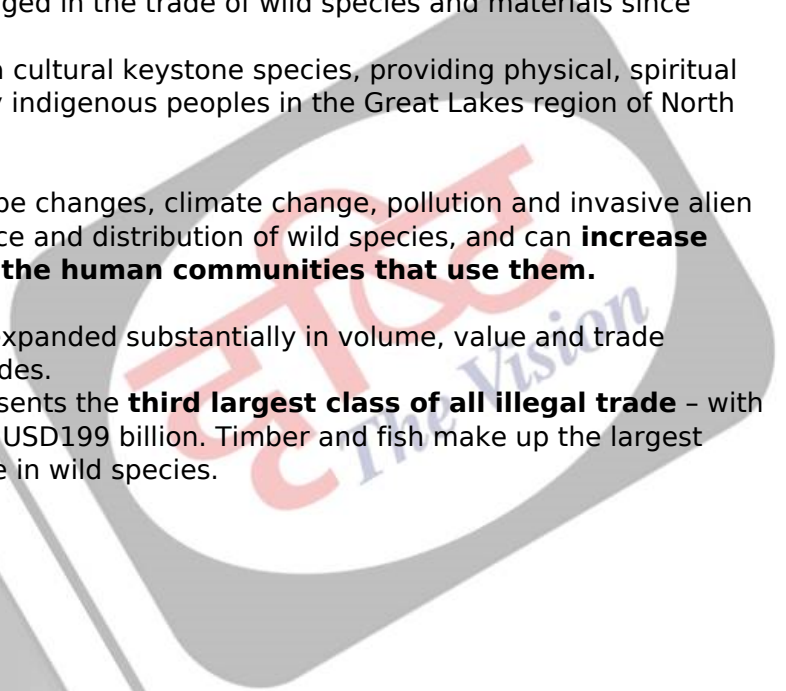 ged in the trade of wild species and materials since
cultural keystone species, providing physical, spiritual
indigenous peoples in the Great Lakes region of North
pe changes, climate change, pollution and invasive alien
ce and distribution of wild species, and can increase
the human communities that use them.
xpanded substantially in volume, value and trade
des.
sents the third largest class of all illegal trade – with
USD199 billion. Timber and fish make up the largest
e in wild species.
दृष्टि
The Vision